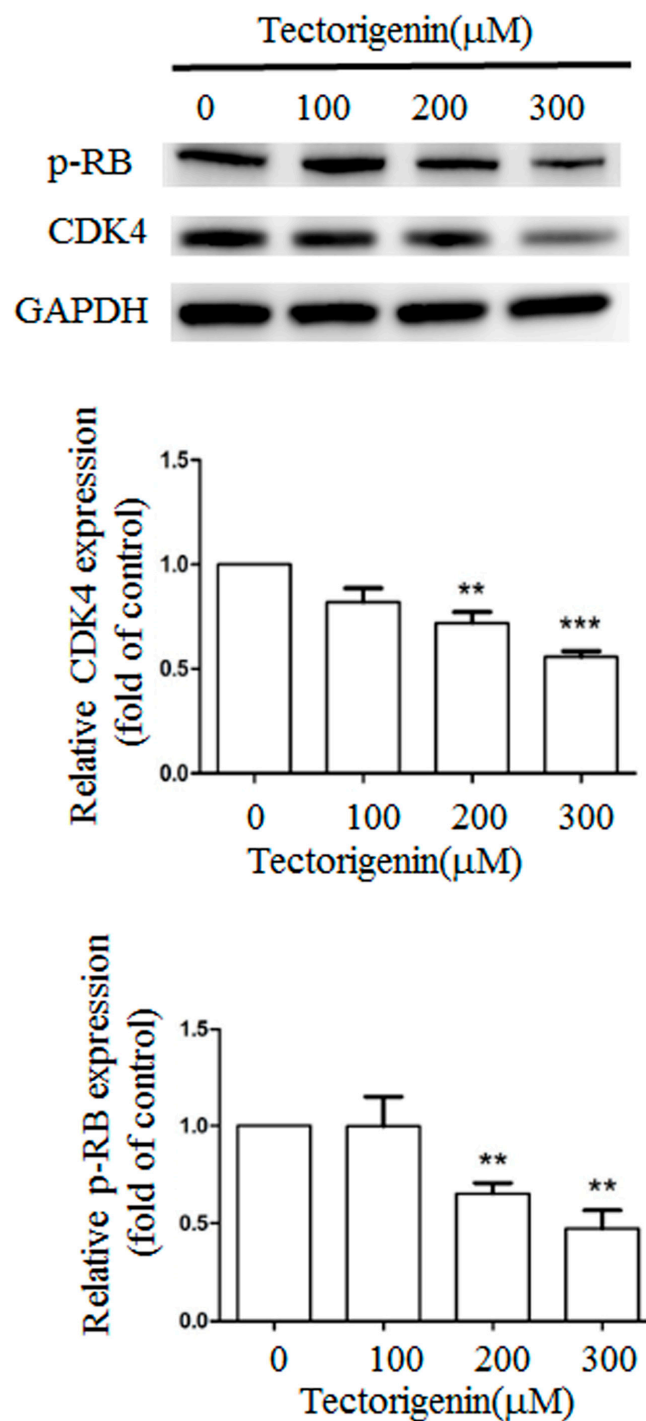 Tectorigenin(μM)
0 100 200 300
p-RB
CDK4
GAPDH
Relative CDK4 expression
(fold of control)
1.5
1.0
0.5
0.0
**
***
0 100 200 300
Tectorigenin(μM)
Relative p-RB expression
(fold of control)
1.5
1.0
0.5
0.0
**
**
0 100 200 300
Tectorigenin(μM)